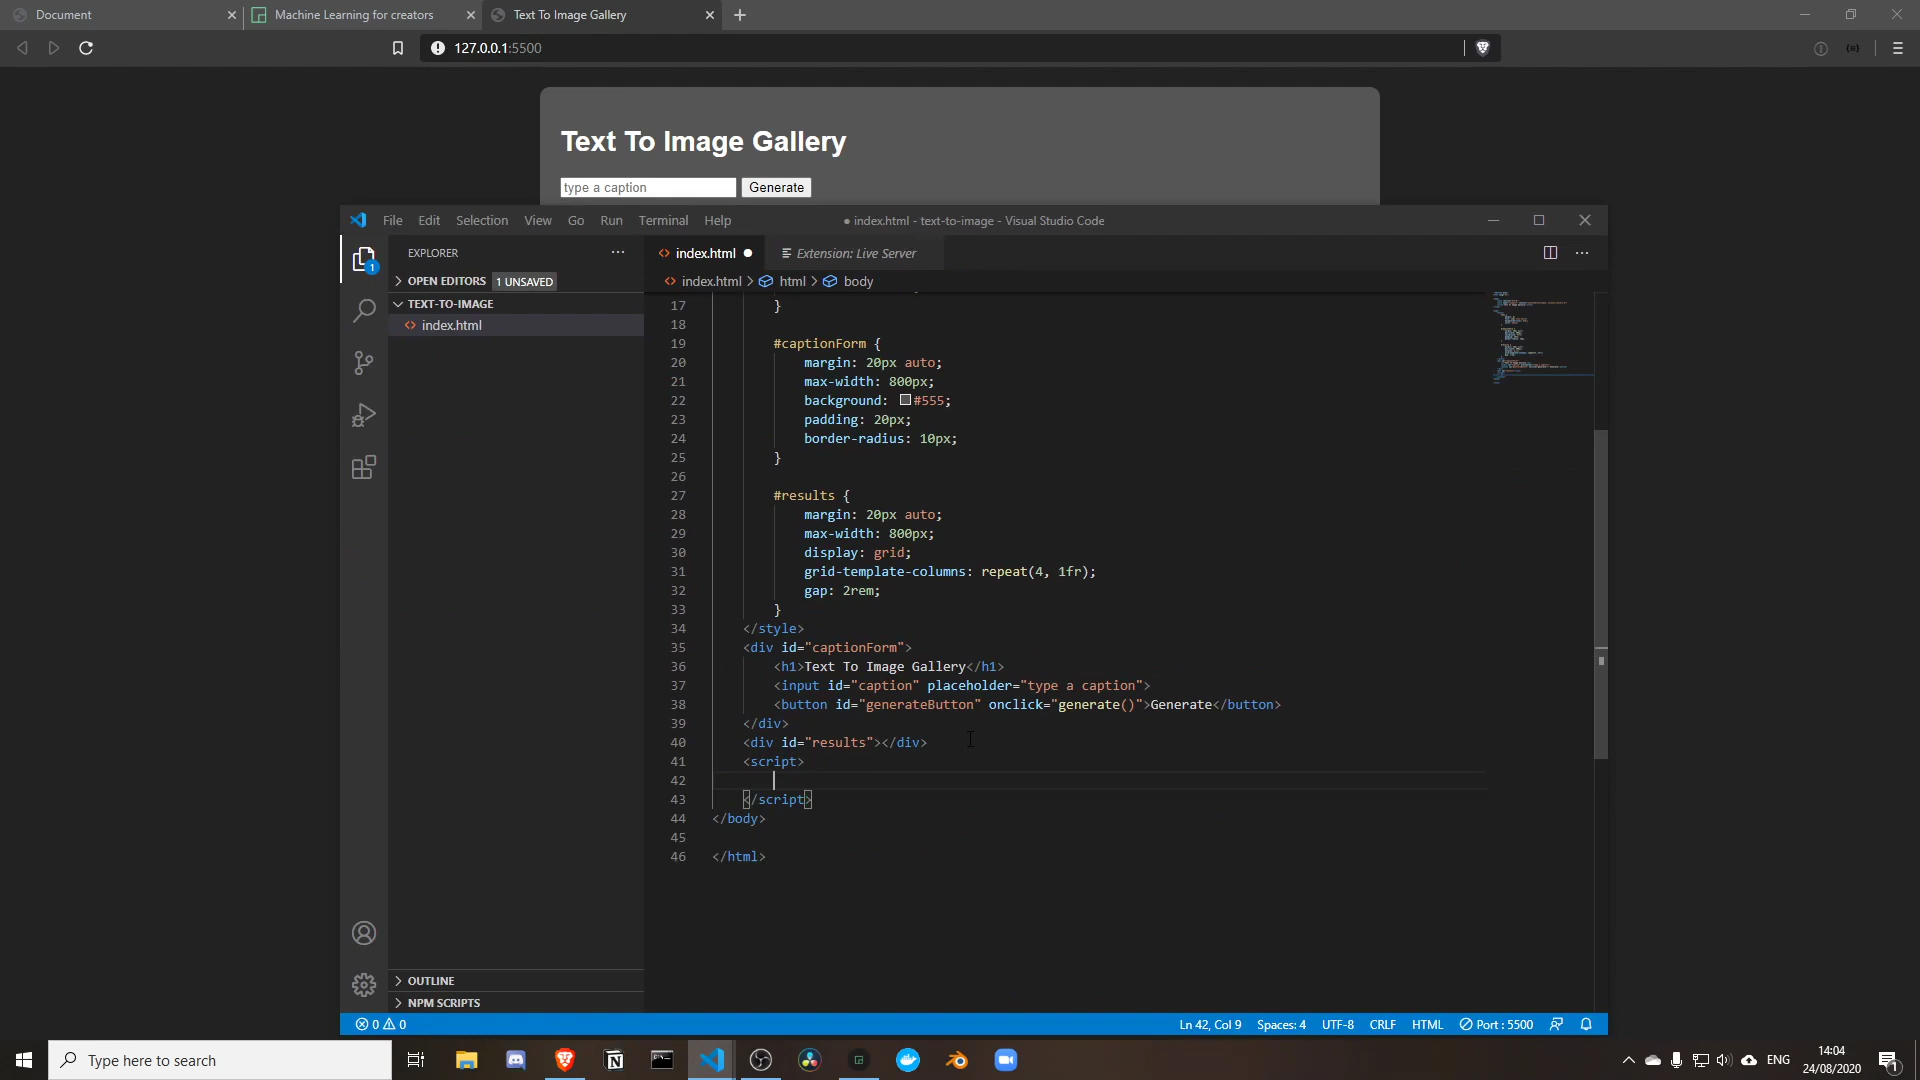 Document
Machine Learning for creators
Text To Image Gallery
127.0.0.1:5500
Text To Image Gallery
type a caption
Generate
File Edit Selection View Go Run Terminal Help
● index.html - text-to-image - Visual Studio Code
EXPLORER
index.html
Extension: Live Server
OPEN EDITORS 1 UNSAVED
index.html > html > body
TEXT-TO-IMAGE
index.html
1
17 }
18
19 #captionForm {
20 margin: 20px auto;
21 max-width: 800px;
22 background: #555;
23 padding: 20px;
24 border-radius: 10px;
25 }
26
27 #results {
28 margin: 20px auto;
29 max-width: 800px;
30 display: grid;
31 grid-template-columns: repeat(4, 1fr);
32 gap: 2rem;
33 }
34 </style>
35 <div id="captionForm">
36 <h1>Text To Image Gallery</h1>
37 <input id="caption" placeholder="type a caption">
38 <button id="generateButton" onclick="generate()">Generate</button>
39 </div>
40 <div id="results"></div>
41 <script>
42
43 </script>
44 </body>
45
46 </html>
OUTLINE
NPM SCRIPTS
0 0
Ln 42, Col 9 Spaces: 4 UTF-8 CRLF HTML Port : 5500
Type here to search
ENG
14:04
24/08/2020
1